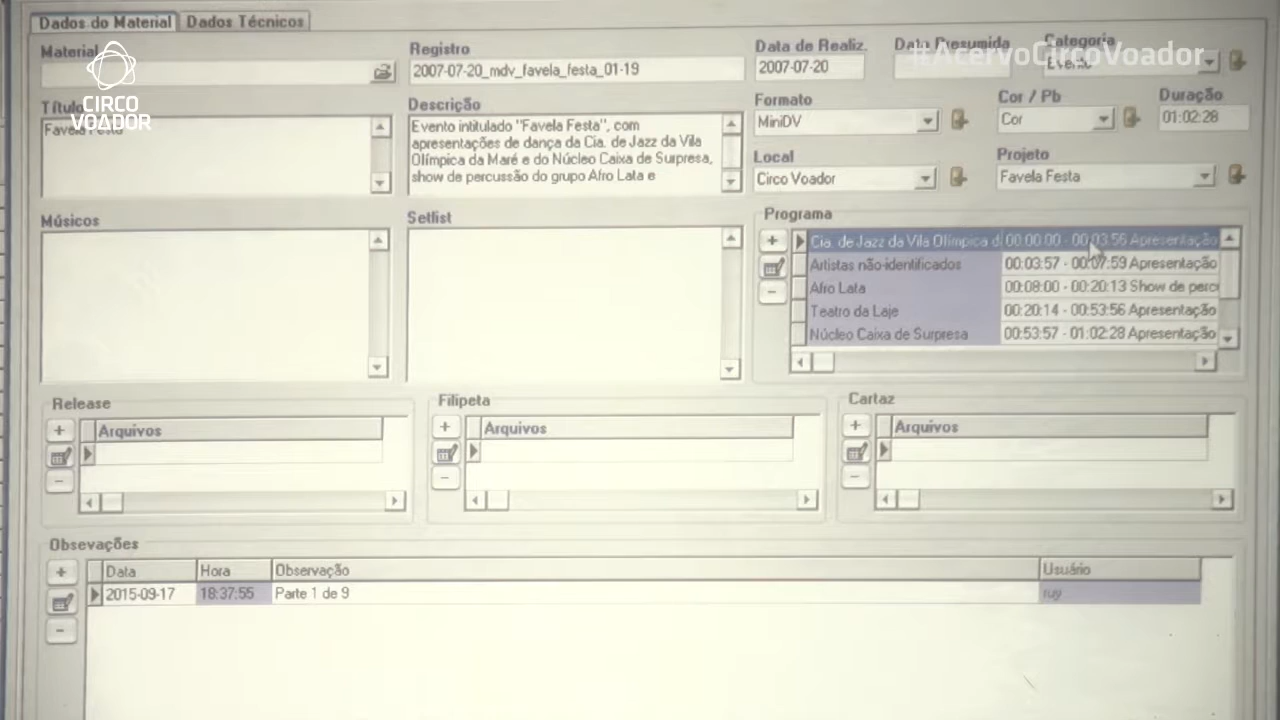 Dados do Material
Dados Técnicos
#AcervoCircoVoador
CIRCO
VOADOR
Material
Registro
2007-07-20_mdv_favela_festa_01-19
Data de Realiz.
2007-07-20
Data Presumida
Categoria
Evento
Título
Favela Festa
Descrição
Evento intitulado "Favela Festa", com
apresentações de dança da Cia. de Jazz da Vila
Olímpica da Maré e do Núcleo Caixa de Surpresa,
show de percussão do grupo Afro Lata e
Formato
MiniDV
Cor / Pb
Cor
Duração
01:02:28
Local
Circo Voador
Projeto
Favela Festa
Músicos
Setlist
Programa
Cia. de Jazz da Vila Olímpica d 00:00:00 - 00:03:56 Apresentação
Artistas não-identificados 00:03:57 - 00:07:59 Apresentação
Afro Lata 00:08:00 - 00:20:13 Show de perc
Teatro da Laje 00:20:14 - 00:53:56 Apresentação
Núcleo Caixa de Surpresa 00:53:57 - 01:02:28 Apresentação
Release
Arquivos
Filipeta
Arquivos
Cartaz
Arquivos
Obsevações
Data Hora Observação Usuário
2015-09-17 18:37:55 Parte 1 de 9 ruy